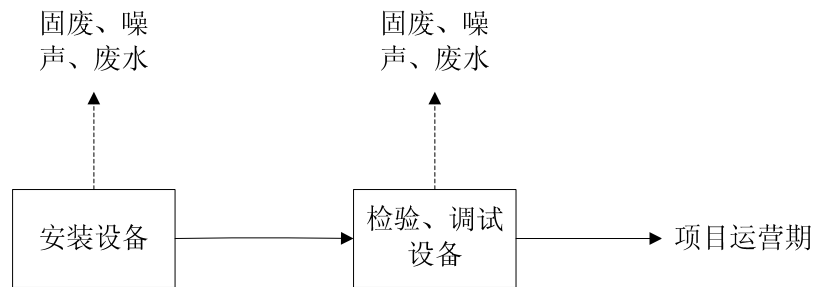 固废、噪
声、废水
固废、噪
声、废水
安装设备
检验、调试
设备
项目运营期